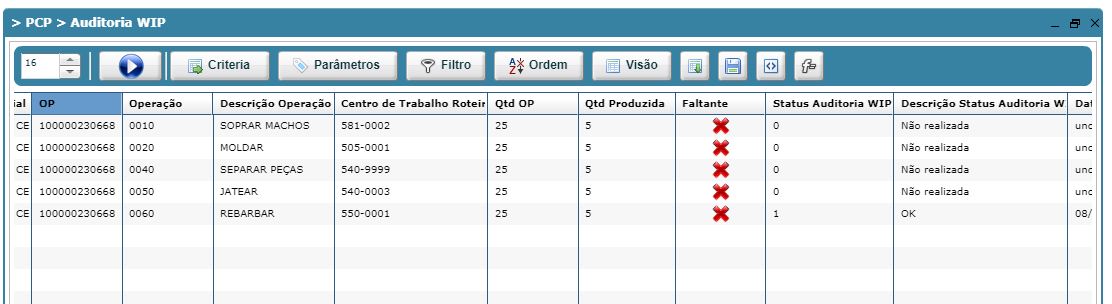 > PCP > Auditoria WIP
16 Criteria Parâmetros Filtro Ordem Visão
ial OP Operação Descrição Operação Centro de Trabalho Roteir Qtd OP Qtd Produzida Faltante Status Auditoria WIP Descrição Status Auditoria W Dat
CE 100000230668 0010 SOPRAR MACHOS 581-0002 25 5 0 Não realizada unc
CE 100000230668 0020 MOLDAR 505-0001 25 5 0 Não realizada unc
CE 100000230668 0040 SEPARAR PEÇAS 540-9999 25 5 0 Não realizada unc
CE 100000230668 0050 JATEAR 540-0003 25 5 0 Não realizada unc
CE 100000230668 0060 REBARBAR 550-0001 25 5 1 OK 08/